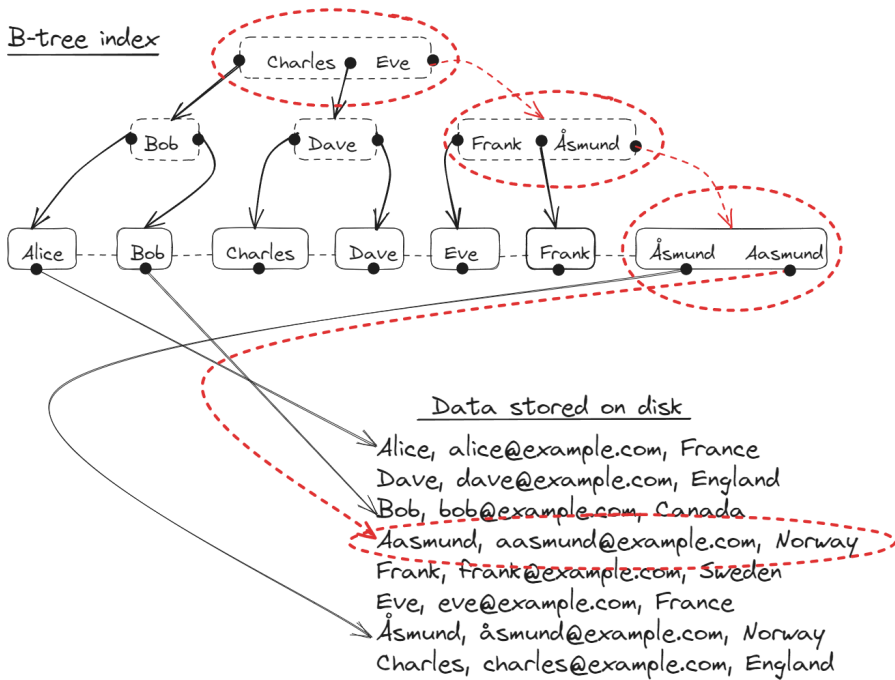 B-tree index
Charles Eve
Bob Dave Frank Åsmund
Alice Bob Charles Dave Eve Frank Åsmund Aasmund
Data stored on disk
Alice, alice@example.com, France
Dave, dave@example.com, England
Bob, bob@example.com, Canada
Aasmund, aasmund@example.com, Norway
Frank, frank@example.com, Sweden
Eve, eve@example.com, France
Åsmund, åsmund@example.com, Norway
Charles, charles@example.com, England